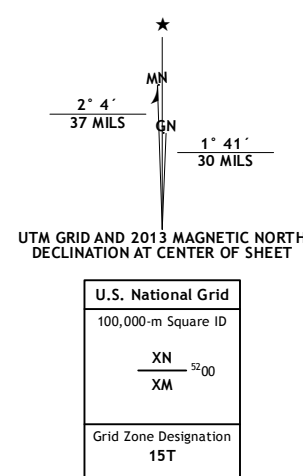 ★
MN
2° 4´
37 MILS
GN
1° 41´
30 MILS
UTM GRID AND 2013 MAGNETIC NORTH
DECLINATION AT CENTER OF SHEET
U.S. National Grid
100,000-m Square ID
XN
5200
XM
Grid Zone Designation
15T